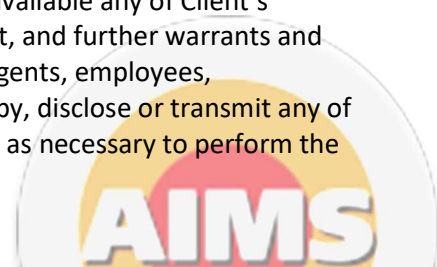 available any of Client's
t, and further warrants and
gents, employees,
py, disclose or transmit any of
as necessary to perform the
AIMS